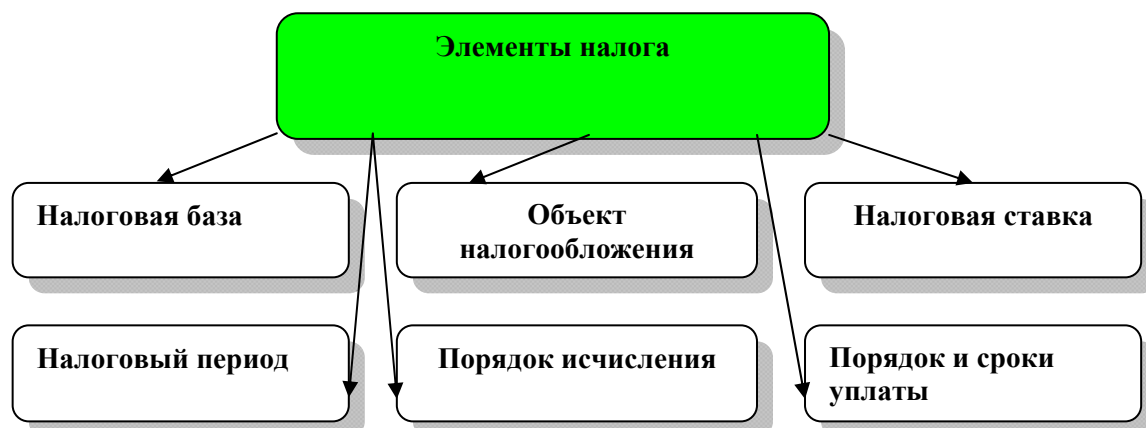 Элементы налога
Налоговая база
Объект
налогообложения
Налоговая ставка
Налоговый период
Порядок исчисления
Порядок и сроки
уплаты